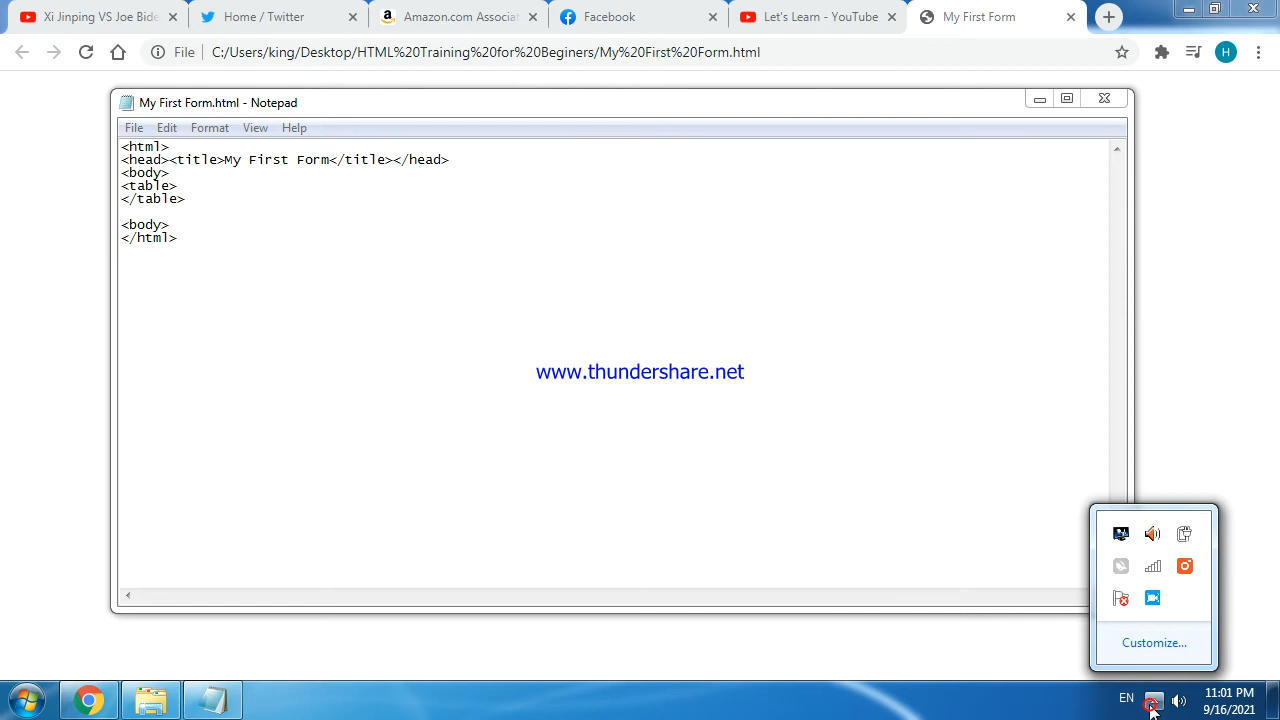 Xi Jinping VS Joe Bide
Home / Twitter
Amazon.com Associat
Facebook
Let's Learn - YouTube
My First Form
File
C:/Users/king/Desktop/HTML%20Training%20for%20Beginers/My%20First%20Form.html
H
My First Form.html - Notepad
File Edit Format View Help
<html>
<head><title>My First Form</title></head>
<body>
<table>
</table>
<body>
</html>
www.thundershare.net
Customize...
EN
11:01 PM
9/16/2021